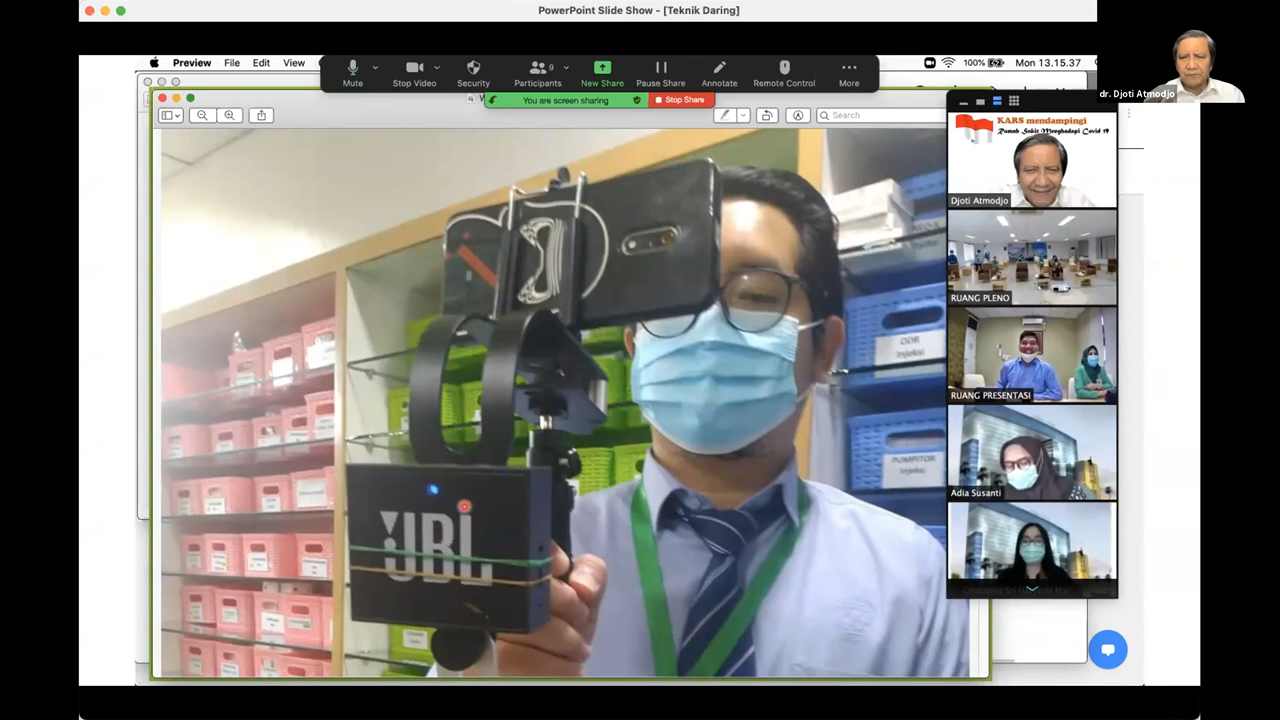 PowerPoint Slide Show - [Teknik Daring]
dr. Djoti Atmodjo
Preview File Edit View
100%
Mon 13.15.37
Mute
Stop Video
Security
Participants 9
New Share
Pause Share
Annotate
Remote Control
More
You are screen sharing
Stop Share
Search
KARS mendampingi
Rumah Sakit Menghadapi Covid 19
Djoti Atmodjo
RUANG PLENO
RUANG PRESENTASI
Adia Susanti
JBL
Injeksi
Injeksi